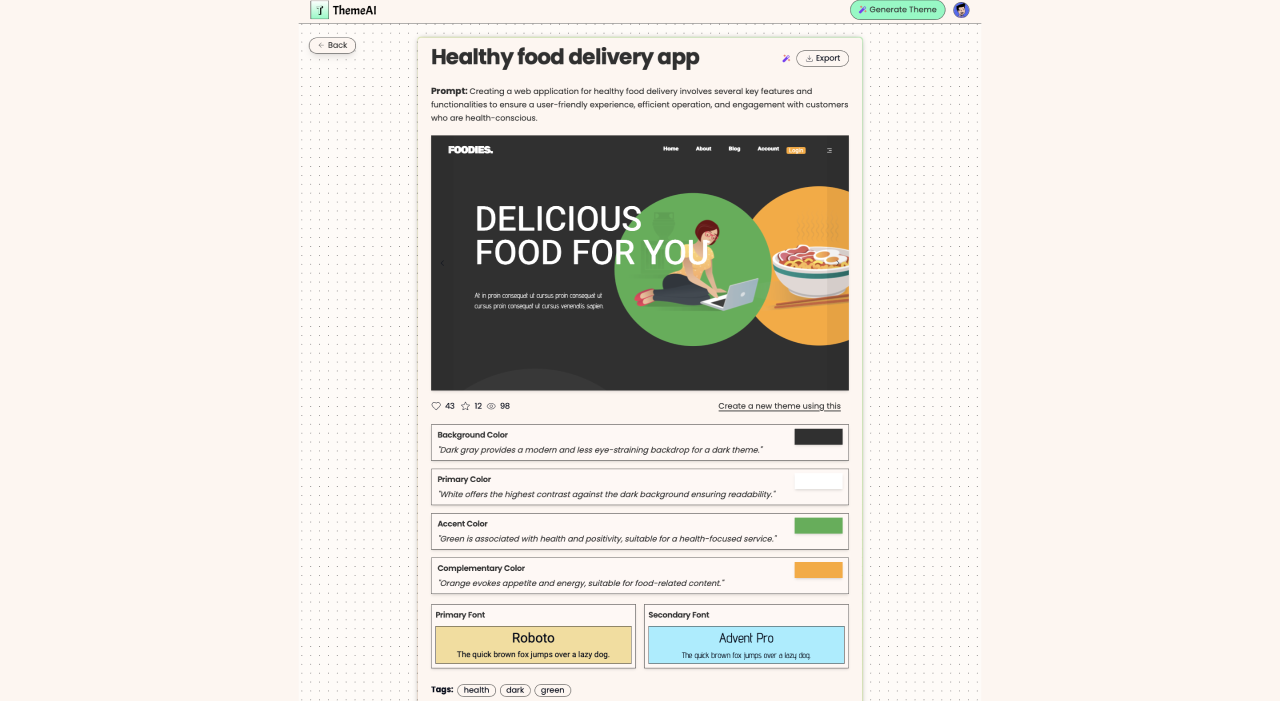 T ThemeAI
Generate Theme
Back
Healthy food delivery app
Export
Prompt: Creating a web application for healthy food delivery involves several key features and
functionalities to ensure a user-friendly experience, efficient operation, and engagement with customers
who are health-conscious.
FOODIES.
Home About Blog Account Login
DELICIOUS
FOOD FOR YOU
At in proin consequat ut cursus proin consequat ut
cursus proin consequat ut cursus venenatis sapien.
43 12 98
Create a new theme using this
Background Color
"Dark gray provides a modern and less eye-straining backdrop for a dark theme."
Primary Color
"White offers the highest contrast against the dark background ensuring readability."
Accent Color
"Green is associated with health and positivity, suitable for a health-focused service."
Complementary Color
"Orange evokes appetite and energy, suitable for food-related content."
Primary Font
Roboto
The quick brown fox jumps over a lazy dog.
Secondary Font
Advent Pro
The quick brown fox jumps over a lazy dog.
Tags: health dark green